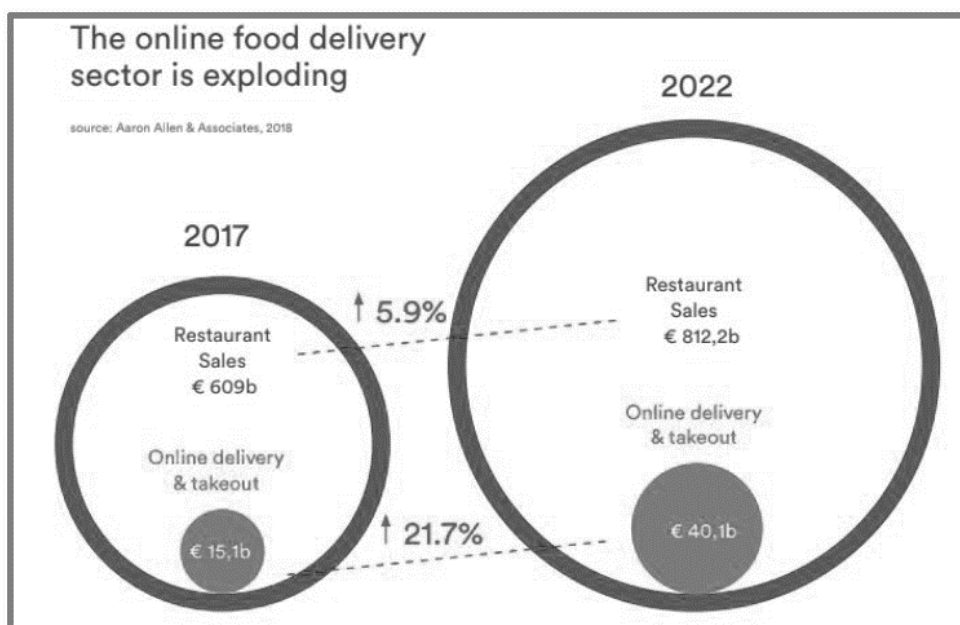 The online food delivery
sector is exploding
source: Aaron Allen & Associates, 2018
2017
Restaurant
Sales
€ 609b
Online delivery
& takeout
€ 15,1b
↑ 5.9%
↑ 21.7%
2022
Restaurant
Sales
€ 812,2b
Online delivery
& takeout
€ 40,1b